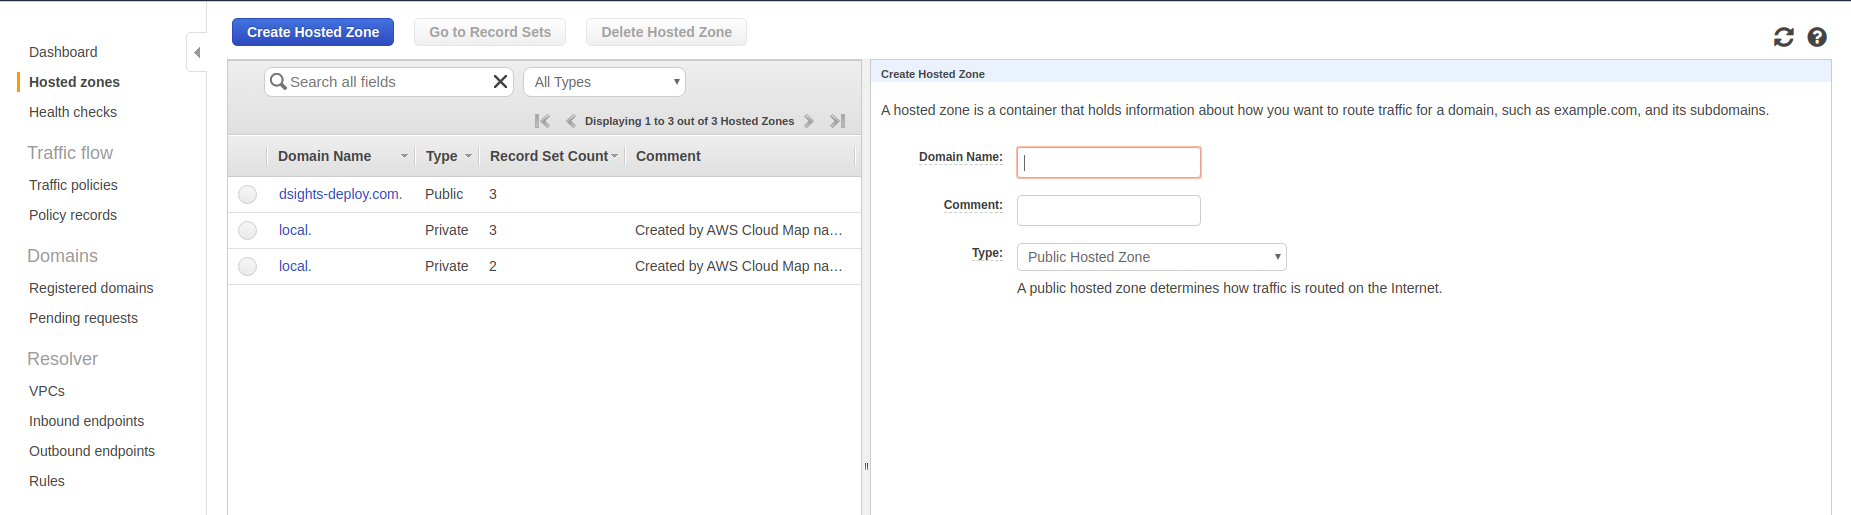 Create Hosted Zone
Go to Record Sets
Delete Hosted Zone
Dashboard
Hosted zones
Health checks
Traffic flow
Traffic policies
Policy records
Domains
Registered domains
Pending requests
Resolver
VPCs
Inbound endpoints
Outbound endpoints
Rules
Search all fields
All Types
Displaying 1 to 3 out of 3 Hosted Zones
Domain Name Type Record Set Count Comment
dsights-deploy.com. Public 3
local. Private 3 Created by AWS Cloud Map na…
local. Private 2 Created by AWS Cloud Map na…
Create Hosted Zone
A hosted zone is a container that holds information about how you want to route traffic for a domain, such as example.com, and its subdomains.
Domain Name:
Comment:
Type: Public Hosted Zone
A public hosted zone determines how traffic is routed on the Internet.